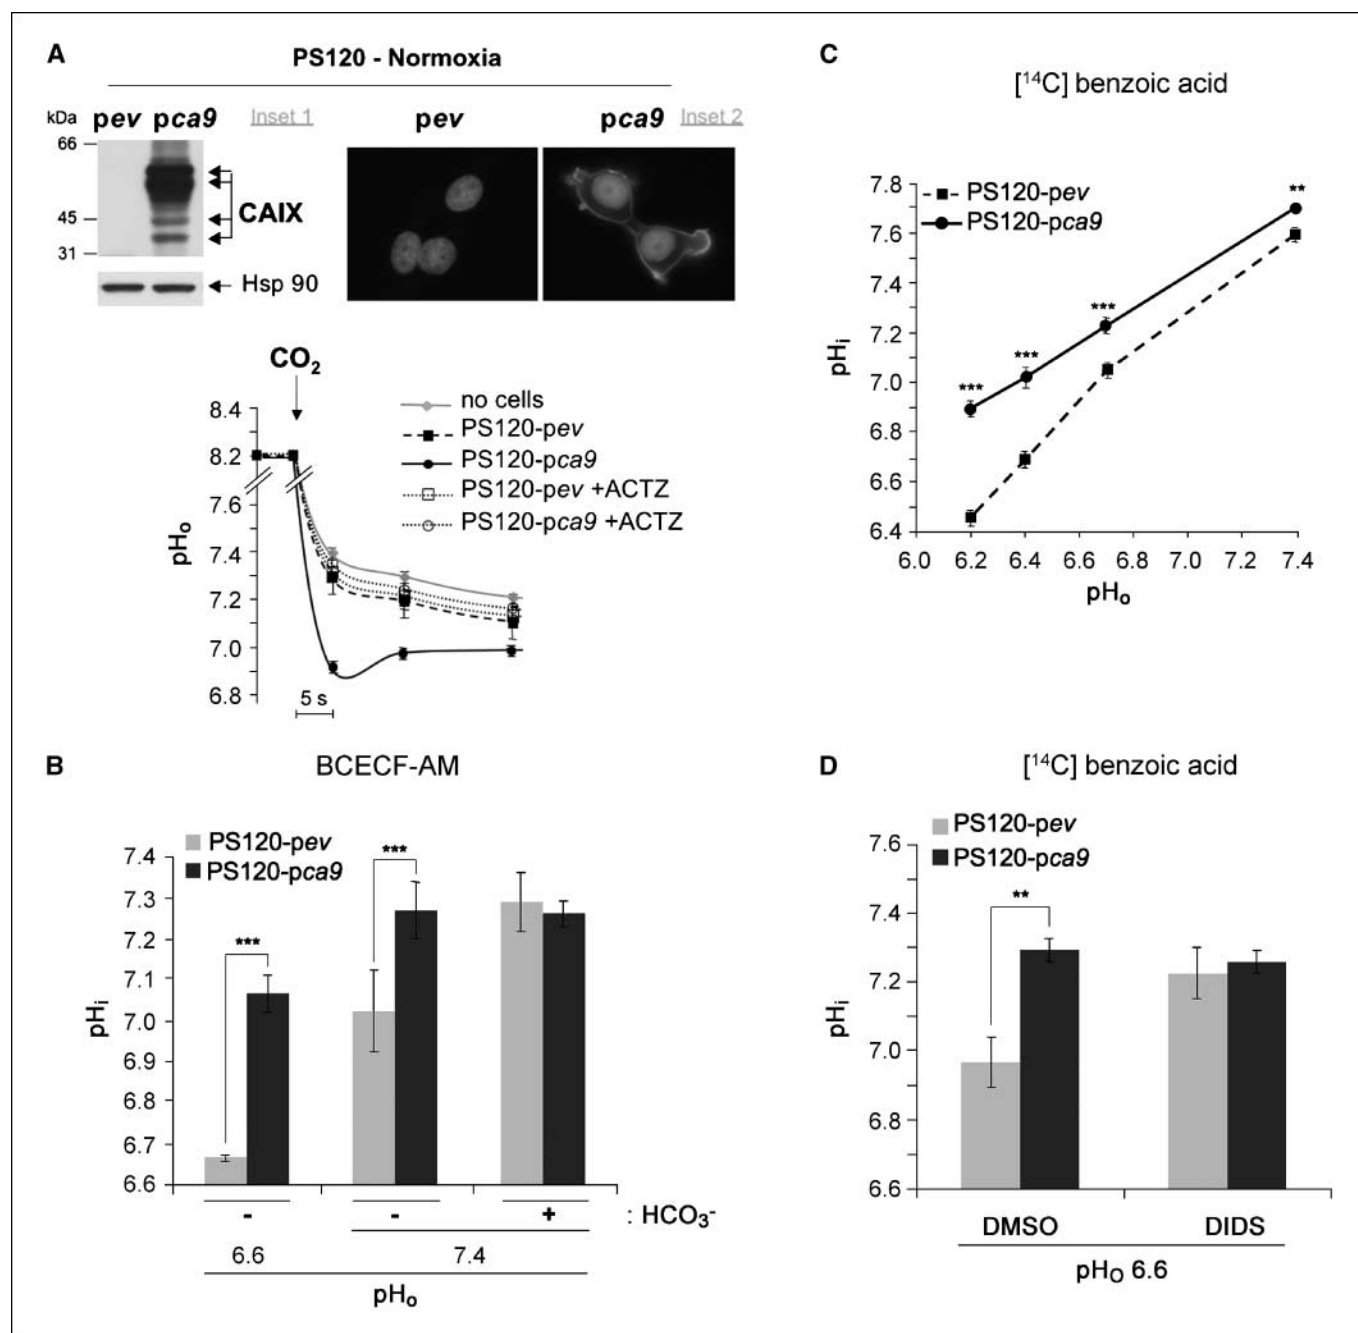 A
PS120 - Normoxia
kDa pev pca9 Inset 1 pev pca9 Inset 2
66
45
31
CAIX
Hsp 90
CO2
no cells
PS120-pev
PS120-pca9
PS120-pev +ACTZ
PS120-pca9 +ACTZ
8.4
8.2
7.6
7.4
7.2
7.0
6.8
pHo
5 s
C
[14C] benzoic acid
PS120-pev
PS120-pca9
7.8
7.6
7.4
7.2
7.0
6.8
6.6
6.4
pHi
***
***
***
**
6.0 6.2 6.4 6.6 6.8 7.0 7.2 7.4
pHo
B
BCECF-AM
PS120-pev
PS120-pca9
7.4
7.3
7.2
7.1
7.0
6.9
6.8
6.7
6.6
pHi
***
***
- - + : HCO3-
6.6 7.4
pHo
D
[14C] benzoic acid
PS120-pev
PS120-pca9
7.6
7.4
7.2
7.0
6.8
6.6
pHi
**
DMSO DIDS
pHO 6.6